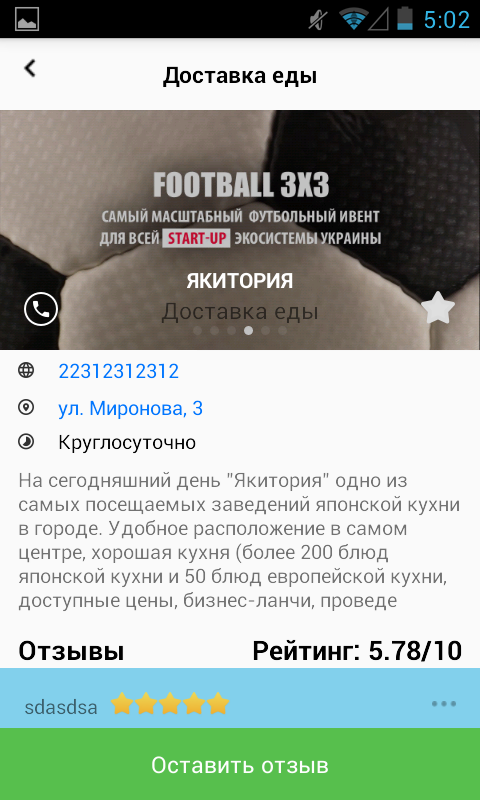 5:02
Доставка еды
FOOTBALL 3X3
САМЫЙ МАСШТАБНЫЙ ФУТБОЛЬНЫЙ ИВЕНТ
ДЛЯ ВСЕЙ START-UP ЭКОСИСТЕМЫ УКРАИНЫ
ЯКИТОРИЯ
Доставка еды
22312312312
ул. Миронова, 3
Круглосуточно
На сегодняшний день "Якитория" одно из
самых посещаемых заведений японской кухни
в городе. Удобное расположение в самом
центре, хорошая кухня (более 200 блюд
японской кухни и 50 блюд европейской кухни,
доступные цены, бизнес-ланчи, проведе
Отзывы Рейтинг: 5.78/10
sdasdsa
Оставить отзыв